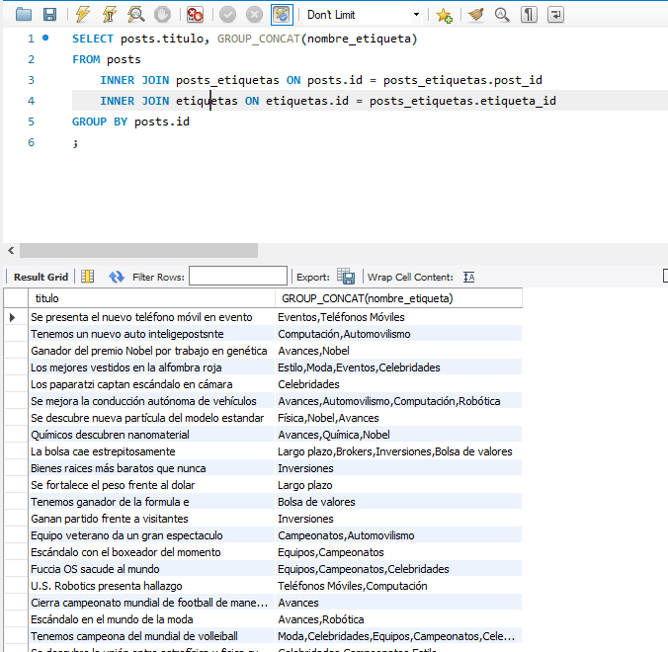 Don't Limit
1 SELECT posts.titulo, GROUP_CONCAT(nombre_etiqueta)
2 FROM posts
3 INNER JOIN posts_etiquetas ON posts.id = posts_etiquetas.post_id
4 INNER JOIN etiquetas ON etiquetas.id = posts_etiquetas.etiqueta_id
5 GROUP BY posts.id
6 ;
Result Grid Filter Rows: Export: Wrap Cell Content:
titulo GROUP_CONCAT(nombre_etiqueta)
Se presenta el nuevo teléfono móvil en evento Eventos,Teléfonos Móviles
Tenemos un nuevo auto inteligepostsnte Computación,Automovilismo
Ganador del premio Nobel por trabajo en genética Avances,Nobel
Los mejores vestidos en la alfombra roja Estilo,Moda,Eventos,Celebridades
Los paparatzi captan escándalo en cámara Celebridades
Se mejora la conducción autónoma de vehículos Avances,Automovilismo,Computación,Robótica
Se descubre nueva partícula del modelo estandar Física,Nobel,Avances
Químicos descubren nanomaterial Avances,Química,Nobel
La bolsa cae estrepitosamente Largo plazo,Brokers,Inversiones,Bolsa de valores
Bienes raices más baratos que nunca Inversiones
Se fortalece el peso frente al dolar Largo plazo
Tenemos ganador de la formula e Bolsa de valores
Ganan partido frente a visitantes Inversiones
Equipo veterano da un gran espectaculo Campeonatos,Automovilismo
Escándalo con el boxeador del momento Equipos,Campeonatos
Fuccia OS sacude al mundo Equipos,Campeonatos,Celebridades
U.S. Robotics presenta hallazgo Teléfonos Móviles,Computación
Cierra campeonato mundial de football de mane... Avances
Escándalo en el mundo de la moda Avances,Robótica
Tenemos campeona del mundial de volleiball Moda,Celebridades,Equipos,Campeonatos,Cele...